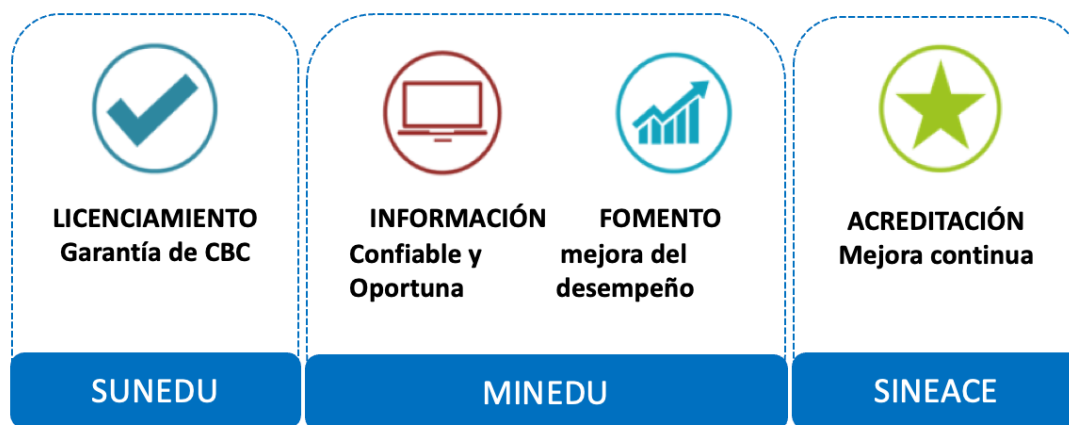 LICENCIAMIENTO
Garantía de CBC
INFORMACIÓN
Confiable y
Oportuna
FOMENTO
mejora del
desempeño
ACREDITACIÓN
Mejora continua
SUNEDU
MINEDU
SINEACE